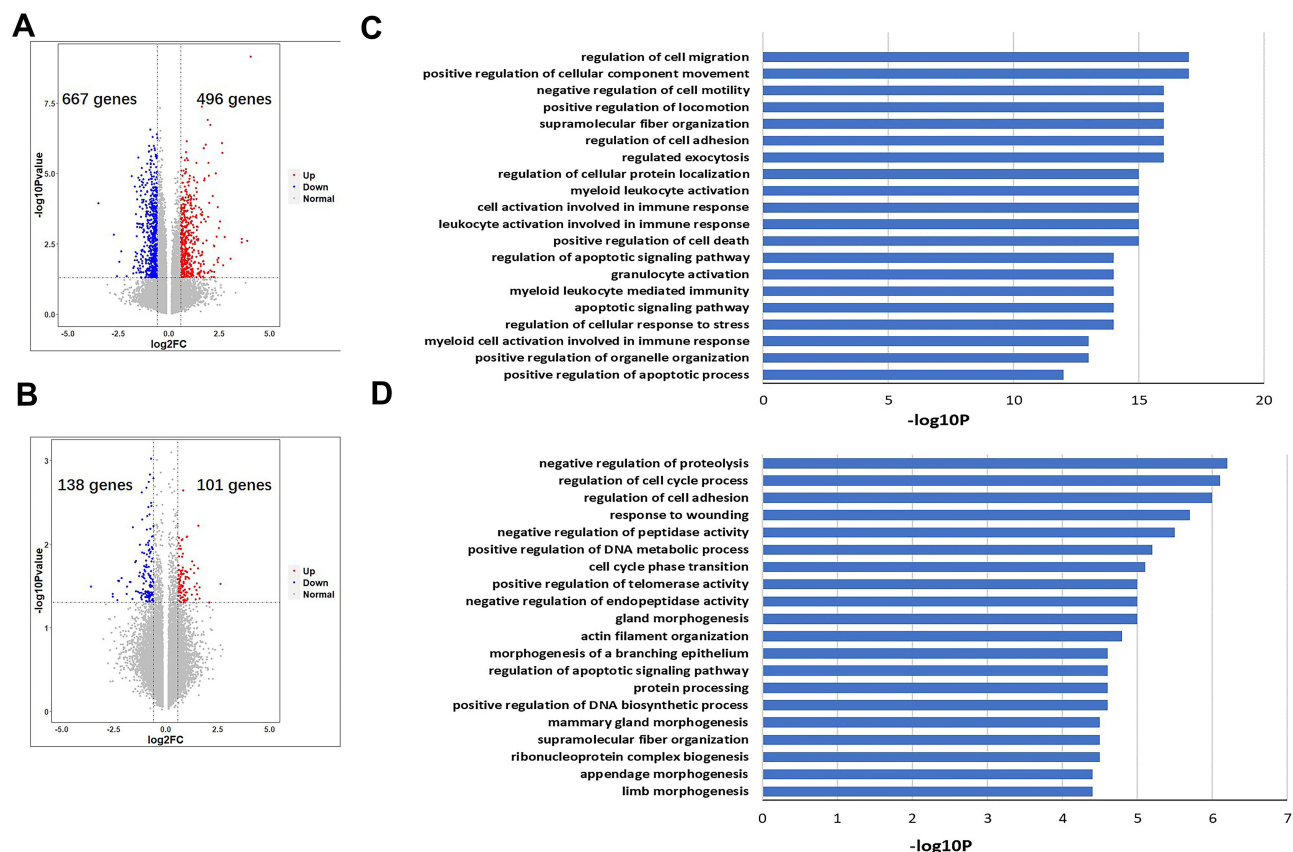 A
667 genes
496 genes
7.5
5.0
2.5
0.0
-log10Pvalue
-5.0
-2.5
0.0
2.5
5.0
log2FC
Up
Down
Normal
B
138 genes
101 genes
3
2
1
0
-log10Pvalue
-5.0
-2.5
0.0
2.5
5.0
log2FC
Up
Down
Normal
C
regulation of cell migration
positive regulation of cellular component movement
negative regulation of cell motility
positive regulation of locomotion
supramolecular fiber organization
regulation of cell adhesion
regulated exocytosis
regulation of cellular protein localization
myeloid leukocyte activation
cell activation involved in immune response
leukocyte activation involved in immune response
positive regulation of cell death
regulation of apoptotic signaling pathway
granulocyte activation
myeloid leukocyte mediated immunity
apoptotic signaling pathway
regulation of cellular response to stress
myeloid cell activation involved in immune response
positive regulation of organelle organization
positive regulation of apoptotic process
0
5
10
15
20
-log10P
D
negative regulation of proteolysis
regulation of cell cycle process
regulation of cell adhesion
response to wounding
negative regulation of peptidase activity
positive regulation of DNA metabolic process
cell cycle phase transition
positive regulation of telomerase activity
negative regulation of endopeptidase activity
gland morphogenesis
actin filament organization
morphogenesis of a branching epithelium
regulation of apoptotic signaling pathway
protein processing
positive regulation of DNA biosynthetic process
mammary gland morphogenesis
supramolecular fiber organization
ribonucleoprotein complex biogenesis
appendage morphogenesis
limb morphogenesis
0
1
2
3
4
5
6
7
-log10P